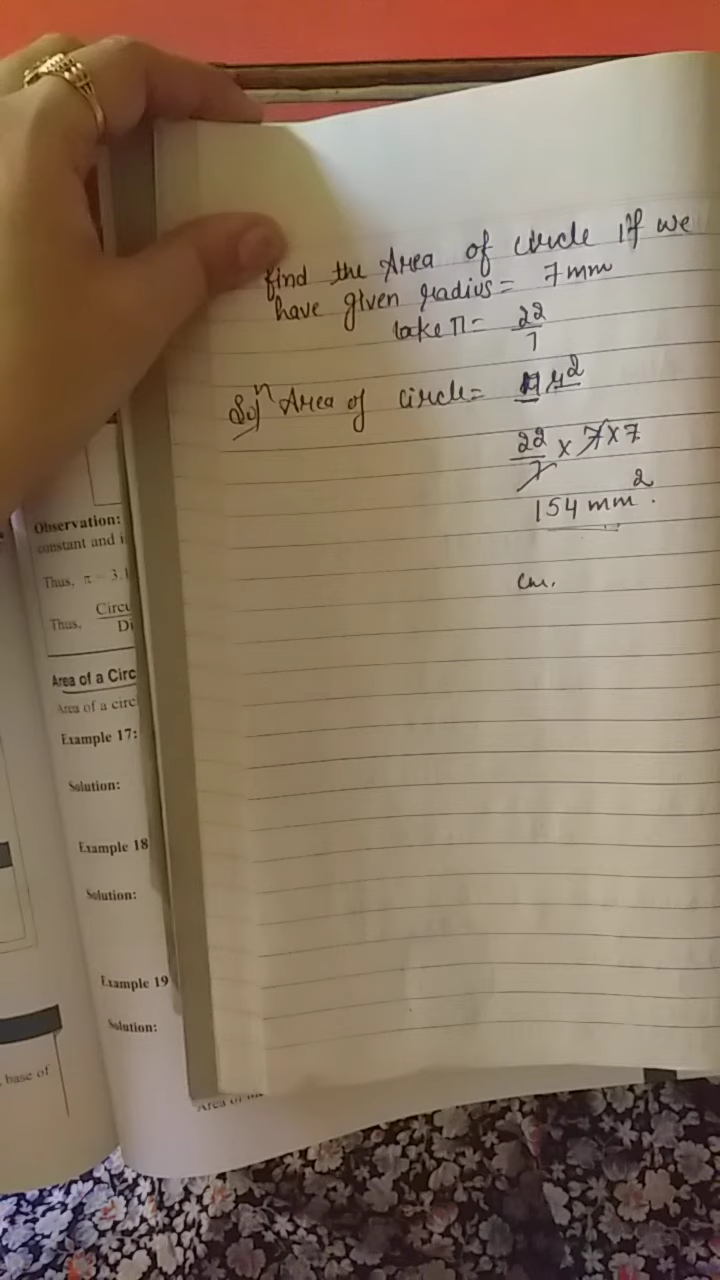 find the Area of circle if we
have given radius = 7mm
take π = 22/7
Solⁿ Area of circle = πr²
22/7 x 7 x 7
154 mm².
cm.
Observation:
constant and i
Thus, π = 3.1
Thus, Circu
Di
Area of a Circ
Area of a circ
Example 17:
Solution:
Example 18
Solution:
Example 19
Solution:
base of